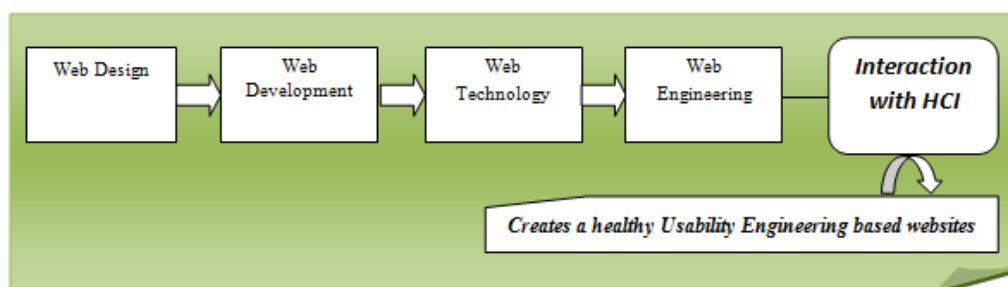 Web Design
Web
Development
Web
Technology
Web
Engineering
Interaction
with HCI
Creates a healthy Usability Engineering based websites